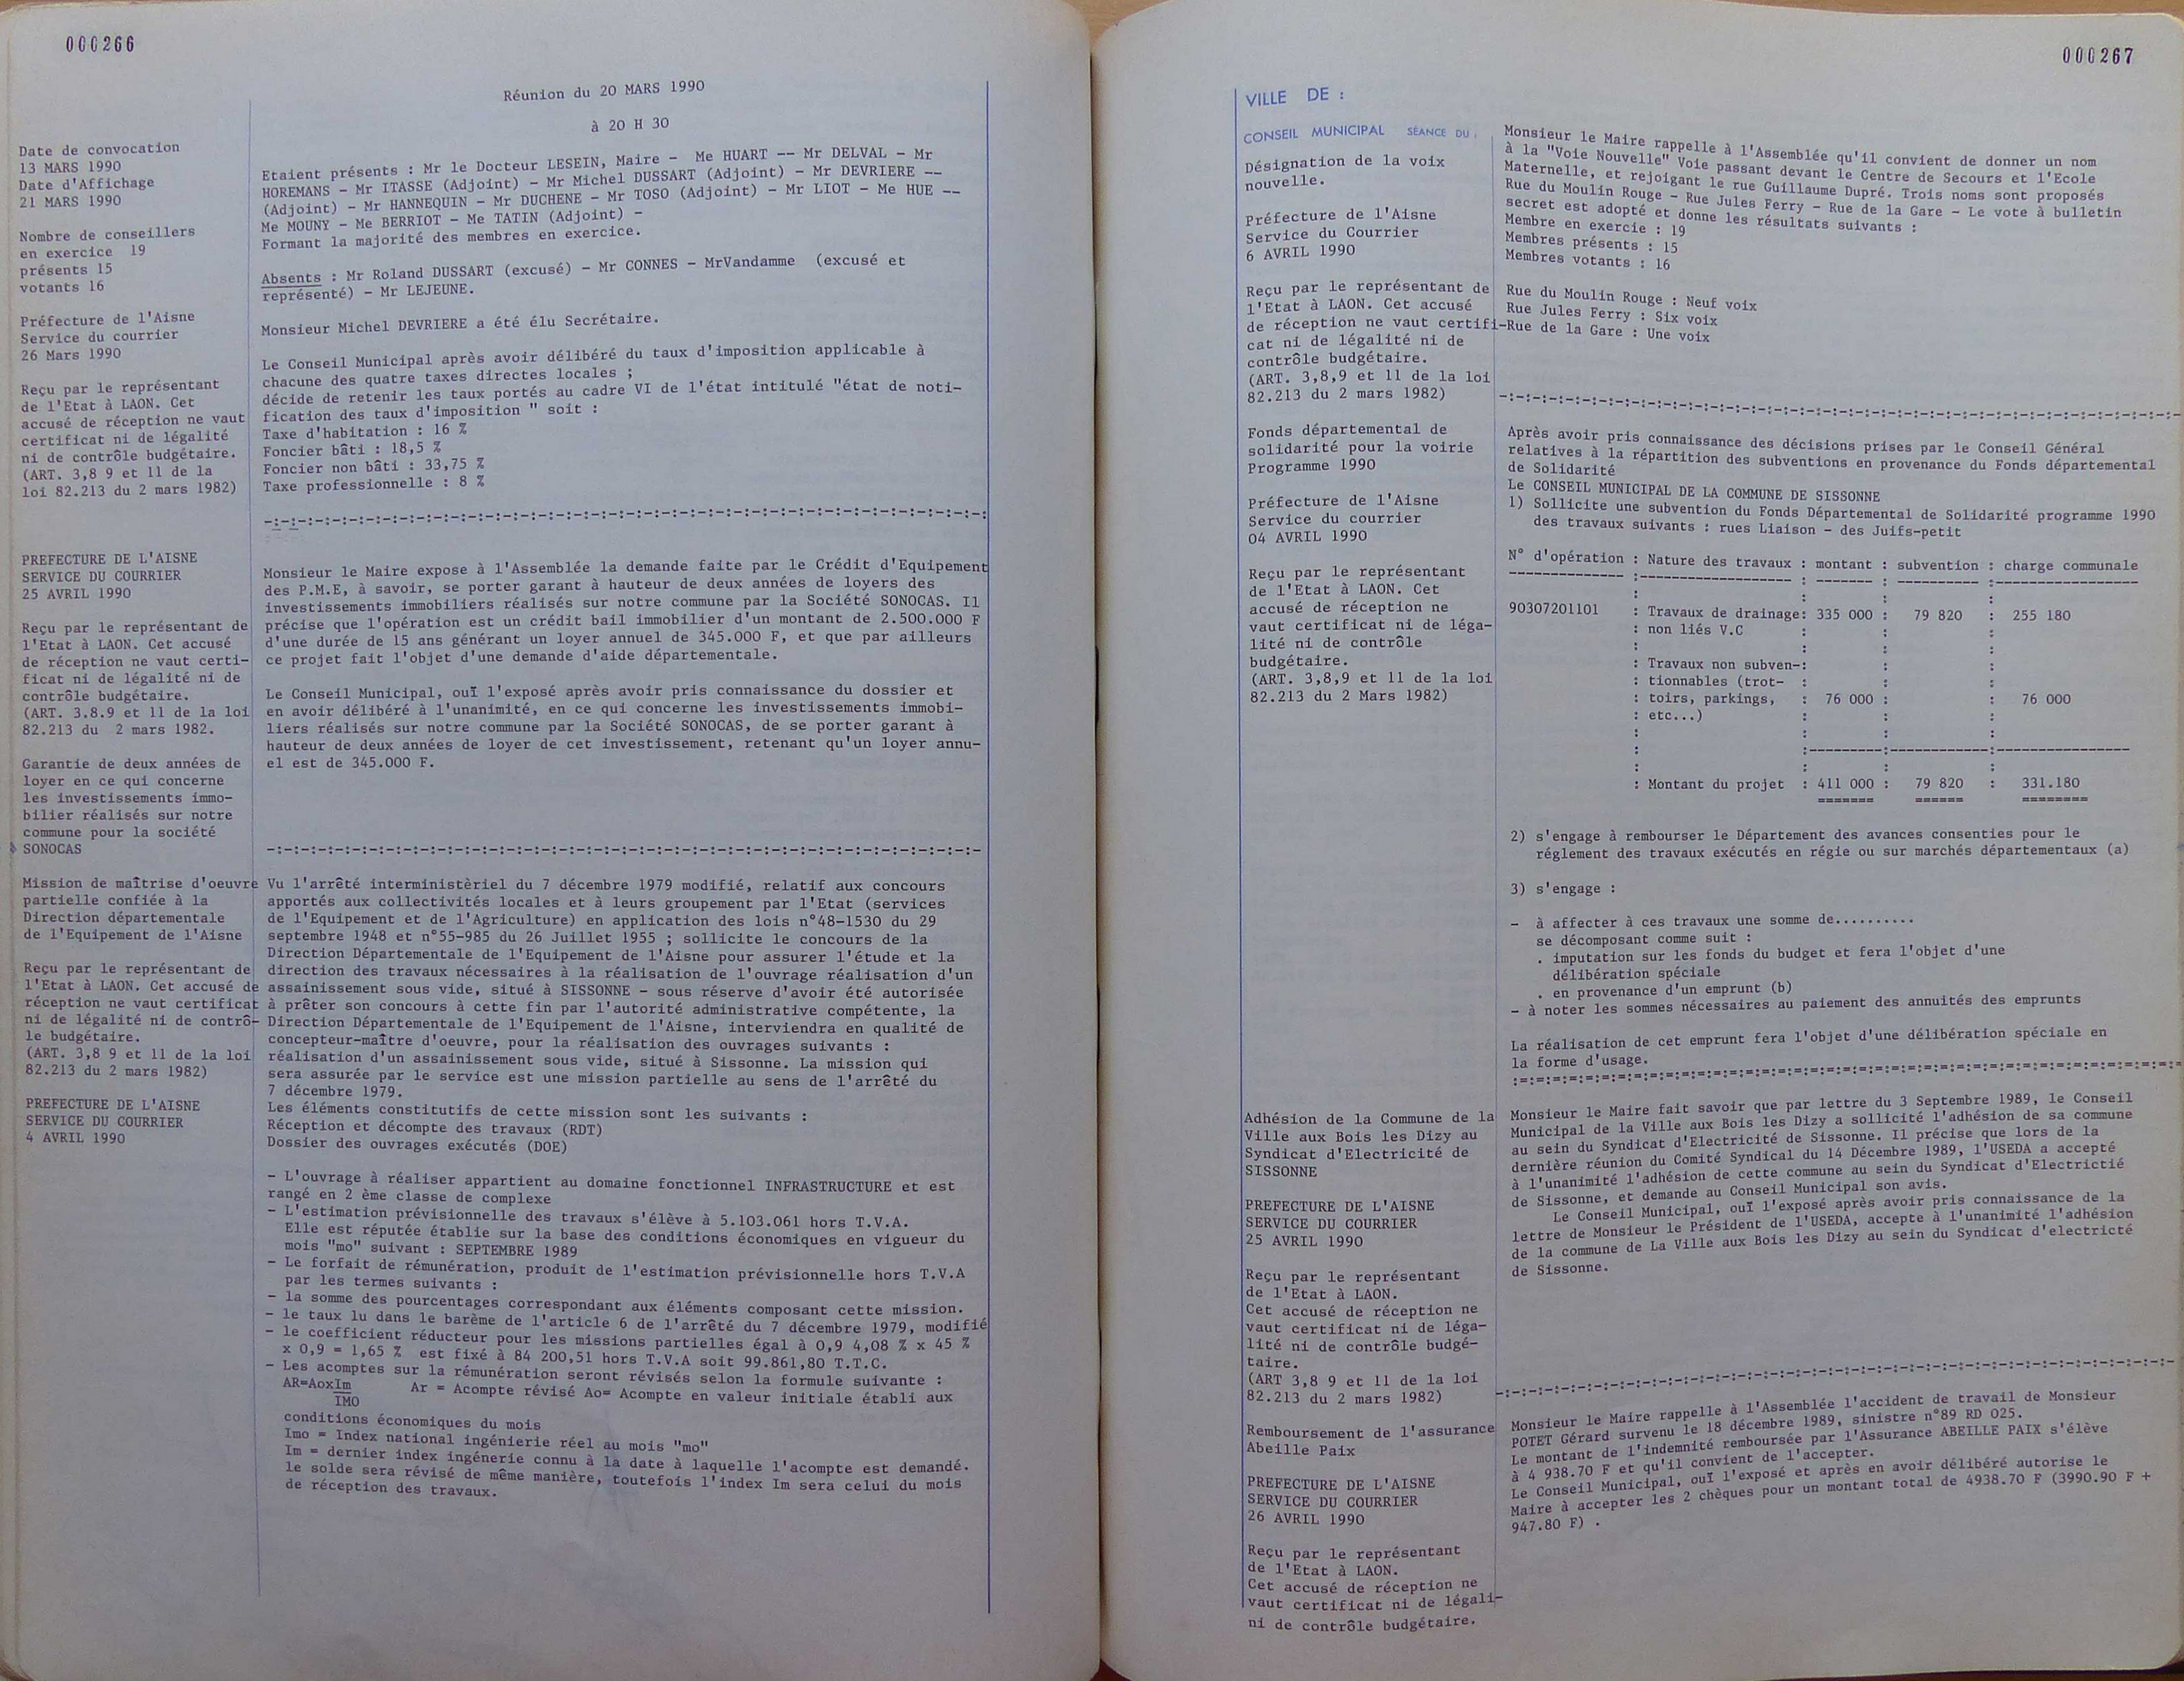 000266
Réunion du 20 MARS 1990
à 20 H 30
Date de convocation
13 MARS 1990
Date d'Affichage
21 MARS 1990
Nombre de conseillers
en exercice 19
présents 15
votants 16
Préfecture de l'Aisne
Service du courrier
26 Mars 1990
Reçu par le représentant
de l'Etat à LAON. Cet
accusé de réception ne vaut
certificat ni de légalité
ni de contrôle budgétaire.
(ART. 3,8 9 et 11 de la
loi 82.213 du 2 mars 1982)
Etaient présents : Mr le Docteur LESEIN, Maire - Me HUART -- Mr DELVAL - Mr
HOREMANS - Mr ITASSE (Adjoint) - Mr Michel DUSSART (Adjoint) - Mr DEVRIERE --
(Adjoint) - Mr HANNEQUIN - Mr DUCHENE - Mr TOSO (Adjoint) - Mr LIOT - Me HUE --
Me MOUNY - Me BERRIOT - Me TATIN (Adjoint) -
Formant la majorité des membres en exercice.
Absents : Mr Roland DUSSART (excusé) - Mr CONNES - MrVandamme (excusé et
représenté) - Mr LEJEUNE.
Monsieur Michel DEVRIERE a été élu Secrétaire.
Le Conseil Municipal après avoir délibéré du taux d'imposition applicable à
chacune des quatre taxes directes locales ;
décide de retenir les taux portés au cadre VI de l'état intitulé "état de noti-
fication des taux d'imposition " soit :
Taxe d'habitation : 16 %
Foncier bâti : 18,5 %
Foncier non bâti : 33,75 %
Taxe professionnelle : 8 %
-:-:-:-:-:-:-:-:-:-:-:-:-:-:-:-:-:-:-:-:-:-:-:-:-:-:-:-:-:-:-:-:-:-:-:-:-:-:-:-:
PREFECTURE DE L'AISNE
SERVICE DU COURRIER
25 AVRIL 1990
Reçu par le représentant de
l'Etat à LAON. Cet accusé
de réception ne vaut certi-
ficat ni de légalité ni de
contrôle budgétaire.
(ART. 3.8.9 et 11 de la loi
82.213 du 2 mars 1982.
Garantie de deux années de
loyer en ce qui concerne
les investissements immo-
bilier réalisés sur notre
commune pour la société
SONOCAS
Monsieur le Maire expose à l'Assemblée la demande faite par le Crédit d'Equipement
des P.M.E, à savoir, se porter garant à hauteur de deux années de loyers des
investissements immobiliers réalisés sur notre commune par la Société SONOCAS. Il
précise que l'opération est un crédit bail immobilier d'un montant de 2.500.000 F
d'une durée de 15 ans générant un loyer annuel de 345.000 F, et que par ailleurs
ce projet fait l'objet d'une demande d'aide départementale.
Le Conseil Municipal, ouï l'exposé après avoir pris connaissance du dossier et
en avoir délibéré à l'unanimité, en ce qui concerne les investissements immobi-
liers réalisés sur notre commune par la Société SONOCAS, de se porter garant à
hauteur de deux années de loyer de cet investissement, retenant qu'un loyer annu-
el est de 345.000 F.
-:-:-:-:-:-:-:-:-:-:-:-:-:-:-:-:-:-:-:-:-:-:-:-:-:-:-:-:-:-:-:-:-:-:-:-:-:-:-:-
Mission de maîtrise d'oeuvre
partielle confiée à la
Direction départementale
de l'Equipement de l'Aisne
Reçu par le représentant de
l'Etat à LAON. Cet accusé de
réception ne vaut certificat
ni de légalité ni de contrô-
le budgétaire.
(ART. 3,8 9 et 11 de la loi
82.213 du 2 mars 1982)
PREFECTURE DE L'AISNE
SERVICE DU COURRIER
4 AVRIL 1990
Vu l'arrêté interministèriel du 7 décembre 1979 modifié, relatif aux concours
apportés aux collectivités locales et à leurs groupement par l'Etat (services
de l'Equipement et de l'Agriculture) en application des lois n°48-1530 du 29
septembre 1948 et n°55-985 du 26 Juillet 1955 ; sollicite le concours de la
Direction Départementale de l'Equipement de l'Aisne pour assurer l'étude et la
direction des travaux nécessaires à la réalisation de l'ouvrage réalisation d'un
assainissement sous vide, situé à SISSONNE - sous réserve d'avoir été autorisée
à prêter son concours à cette fin par l'autorité administrative compétente, la
Direction Départementale de l'Equipement de l'Aisne, interviendra en qualité de
concepteur-maître d'oeuvre, pour la réalisation des ouvrages suivants :
réalisation d'un assainissement sous vide, situé à Sissonne. La mission qui
sera assurée par le service est une mission partielle au sens de l'arrêté du
7 décembre 1979.
Les éléments constitutifs de cette mission sont les suivants :
Réception et décompte des travaux (RDT)
Dossier des ouvrages exécutés (DOE)
- L'ouvrage à réaliser appartient au domaine fonctionnel INFRASTRUCTURE et est
rangé en 2 ème classe de complexe
- L'estimation prévisionnelle des travaux s'élève à 5.103.061 hors T.V.A.
Elle est réputée établie sur la base des conditions économiques en vigueur du
mois "mo" suivant : SEPTEMBRE 1989
- Le forfait de rémunération, produit de l'estimation prévisionnelle hors T.V.A
par les termes suivants :
- la somme des pourcentages correspondant aux éléments composant cette mission.
- le taux lu dans le barème de l'article 6 de l'arrêté du 7 décembre 1979, modifié
- le coefficient réducteur pour les missions partielles égal à 0,9 4,08 % x 45 %
x 0,9 = 1,65 % est fixé à 84 200,51 hors T.V.A soit 99.861,80 T.T.C.
- Les acomptes sur la rémunération seront révisés selon la formule suivante :
AR=AoxIm Ar = Acompte révisé Ao= Acompte en valeur initiale établi aux
IMO
conditions économiques du mois
Imo = Index national ingénierie réel au mois "mo"
Im = dernier index ingénerie connu à la date à laquelle l'acompte est demandé.
le solde sera révisé de même manière, toutefois l'index Im sera celui du mois
de réception des travaux.
000267
VILLE DE :
CONSEIL MUNICIPAL SÉANCE DU :
Désignation de la voix
nouvelle.
Préfecture de l'Aisne
Service du Courrier
6 AVRIL 1990
Reçu par le représentant de
l'Etat à LAON. Cet accusé
de réception ne vaut certifi-
cat ni de légalité ni de
contrôle budgétaire.
(ART. 3,8,9 et 11 de la loi
82.213 du 2 mars 1982)
Monsieur le Maire rappelle à l'Assemblée qu'il convient de donner un nom
à la "Voie Nouvelle" Voie passant devant le Centre de Secours et l'Ecole
Maternelle, et rejoigant le rue Guillaume Dupré. Trois noms sont proposés
Rue du Moulin Rouge - Rue Jules Ferry - Rue de la Gare - Le vote à bulletin
secret est adopté et donne les résultats suivants :
Membre en exercie : 19
Membres présents : 15
Membres votants : 16
Rue du Moulin Rouge : Neuf voix
Rue Jules Ferry : Six voix
Rue de la Gare : Une voix
-:-:-:-:-:-:-:-:-:-:-:-:-:-:-:-:-:-:-:-:-:-:-:-:-:-:-:-:-:-:-:-:-:-:-:-:-:-:-
Fonds départemental de
solidarité pour la voirie
Programme 1990
Préfecture de l'Aisne
Service du courrier
04 AVRIL 1990
Reçu par le représentant
de l'Etat à LAON. Cet
accusé de réception ne
vaut certificat ni de léga-
lité ni de contrôle
budgétaire.
(ART. 3,8,9 et 11 de la loi
82.213 du 2 Mars 1982)
Après avoir pris connaissance des décisions prises par le Conseil Général
relatives à la répartition des subventions en provenance du Fonds départemental
de Solidarité
Le CONSEIL MUNICIPAL DE LA COMMUNE DE SISSONNE
1) Sollicite une subvention du Fonds Départemental de Solidarité programme 1990
des travaux suivants : rues Liaison - des Juifs-petit
N° d'opération : Nature des travaux : montant : subvention : charge communale
90307201101 : Travaux de drainage: 335 000 : 79 820 : 255 180
: non liés V.C : :
: Travaux non subven-: : :
: tionnables (trot- : : :
: toirs, parkings, : 76 000 : : 76 000
: etc...) : : :
: Montant du projet : 411 000 : 79 820 : 331.180
======= ====== ========
2) s'engage à rembourser le Département des avances consenties pour le
réglement des travaux exécutés en régie ou sur marchés départementaux (a)
3) s'engage :
- à affecter à ces travaux une somme de..........
se décomposant comme suit :
. imputation sur les fonds du budget et fera l'objet d'une
délibération spéciale
. en provenance d'un emprunt (b)
- à noter les sommes nécessaires au paiement des annuités des emprunts
La réalisation de cet emprunt fera l'objet d'une délibération spéciale en
la forme d'usage.
:=:=:=:=:=:=:=:=:=:=:=:=:=:=:=:=:=:=:=:=:=:=:=:=:=:=:=:=:=:=:=:=:=:=:=:=:=
Adhésion de la Commune de la
Ville aux Bois les Dizy au
Syndicat d'Electricité de
SISSONNE
PREFECTURE DE L'AISNE
SERVICE DU COURRIER
25 AVRIL 1990
Reçu par le représentant
de l'Etat à LAON.
Cet accusé de réception ne
vaut certificat ni de léga-
lité ni de contrôle budgé-
taire.
(ART 3,8 9 et 11 de la loi
82.213 du 2 mars 1982)
Monsieur le Maire fait savoir que par lettre du 3 Septembre 1989, le Conseil
Municipal de la Ville aux Bois les Dizy a sollicité l'adhésion de sa commune
au sein du Syndicat d'Electricité de Sissonne. Il précise que lors de la
dernière réunion du Comité Syndical du 14 Décembre 1989, l'USEDA a accepté
à l'unanimité l'adhésion de cette commune au sein du Syndicat d'Electrictié
de Sissonne, et demande au Conseil Municipal son avis.
Le Conseil Municipal, ouï l'exposé après avoir pris connaissance de la
lettre de Monsieur le Président de l'USEDA, accepte à l'unanimité l'adhésion
de la commune de La Ville aux Bois les Dizy au sein du Syndicat d'electricté
de Sissonne.
-:-:-:-:-:-:-:-:-:-:-:-:-:-:-:-:-:-:-:-:-:-:-:-:-:-:-:-:-:-:-:-:-:-:-:-:-:-:-
Remboursement de l'assurance
Abeille Paix
PREFECTURE DE L'AISNE
SERVICE DU COURRIER
26 AVRIL 1990
Reçu par le représentant
de l'Etat à LAON.
Cet accusé de réception ne
vaut certificat ni de légali-
ni de contrôle budgétaire.
Monsieur le Maire rappelle à l'Assemblée l'accident de travail de Monsieur
POTET Gérard survenu le 18 décembre 1989, sinistre n°89 RD 025.
Le montant de l'indemnité remboursée par l'Assurance ABEILLE PAIX s'élève
à 4 938.70 F et qu'il convient de l'accepter.
Le Conseil Municipal, ouï l'exposé et après en avoir délibéré autorise le
Maire à accepter les 2 chèques pour un montant total de 4938.70 F (3990.90 F +
947.80 F) .